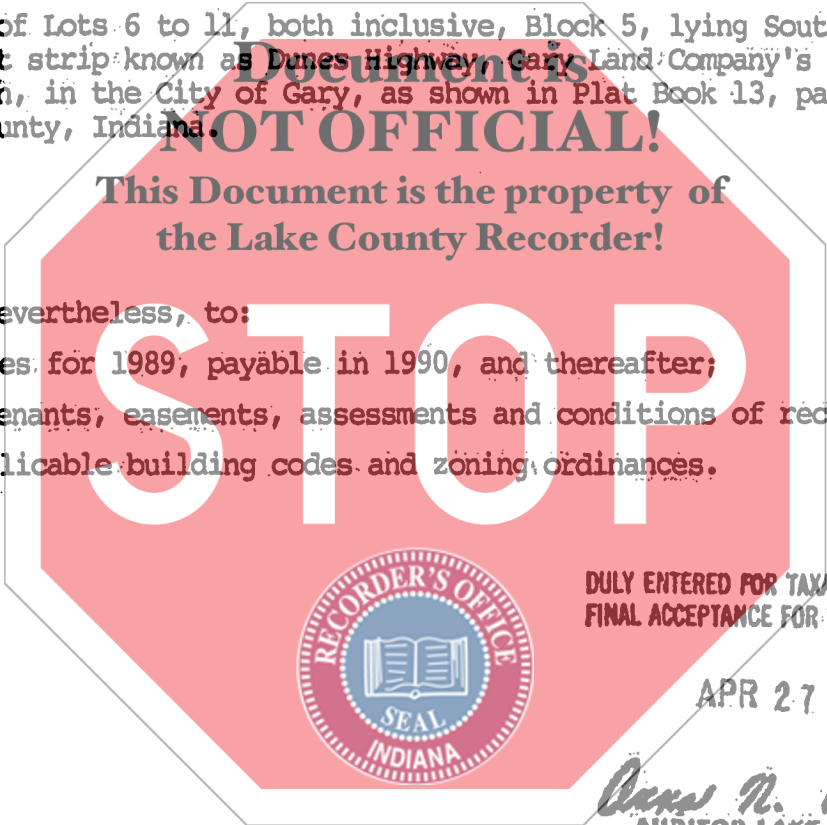 of Lots 6 to 11, both inclusive, Block 5, lying Sout
t strip known as Dunes Highway, Gary Land Company's
Document is
n, in the City of Gary, as shown in Plat Book 13, pa
unty, Indiana.
NOT OFFICIAL!
This Document is the property of
the Lake County Recorder!
evertheless, to:
STOP
es for 1989, payable in 1990, and thereafter;
enants, easements, assessments and conditions of rec
licable building codes and zoning ordinances.
DULY ENTERED FOR TAXA
FINAL ACCEPTANCE FOR
RECORDER'S OFFICE
SEAL
INDIANA
APR 27
Anna N.
AUDITOR LAKE